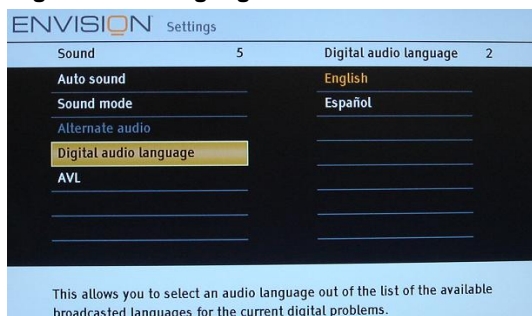 ENVISION Settings
Sound 5 Digital audio language 2
Auto sound English
Sound mode Español
Alternate audio
Digital audio language
AVL
This allows you to select an audio language out of the list of the available
broadcasted languages for the current digital problems.